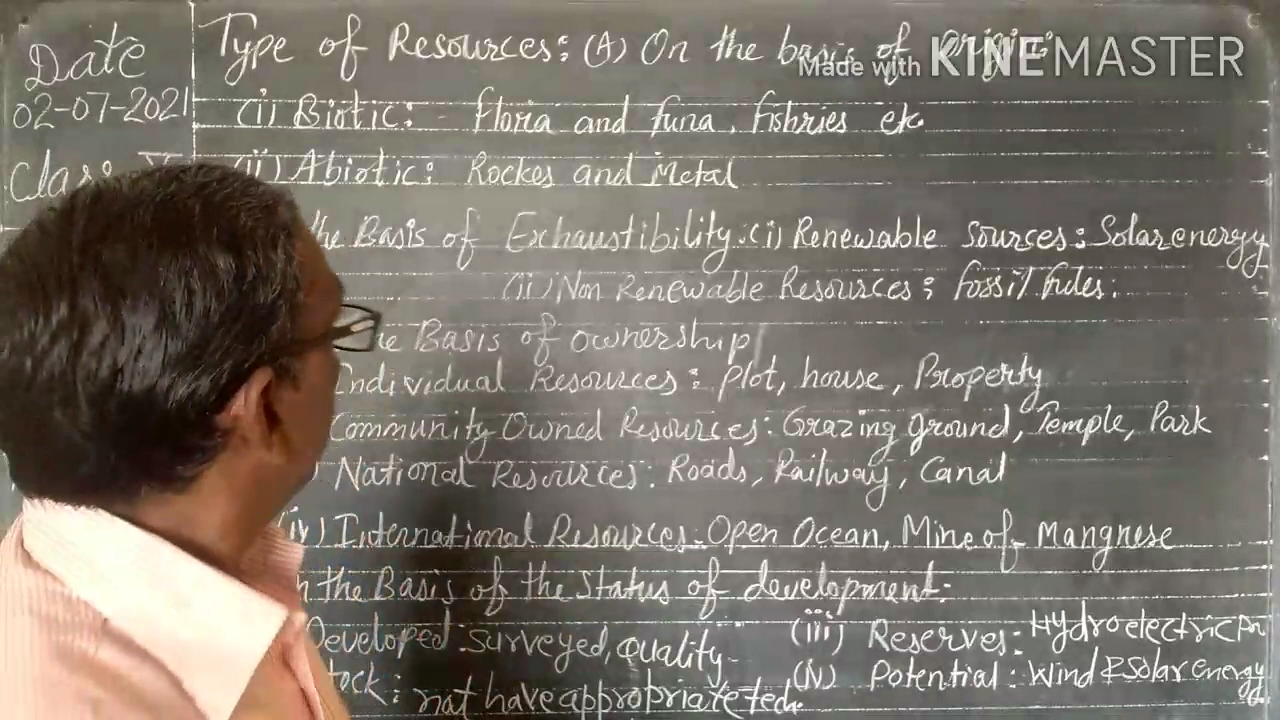 Date
02-07-2021
Class
Type of Resources: (A) On the basis of origin:
Made with KINEMASTER
(i) Biotic: - floria and funa, fishries etc
(ii) Abiotic: Rockes and Metal
the Basis of Exhaustibility: (i) Renewable Sources: Solar energy
(ii) Non Renewable Resources: fossil fules.
Basis of ownership
Individual Resources: plot, house, Property
Community Owned Resources: Grazing ground, Temple, Park
National Resources: Roads, Railway, Canal
(iv) International Resources: Open Ocean, Mine of Mangnese
the Basis of the Status of development:
Developed: surveyed, quality (iii) Reserves: Hydroelectric
not have appropriate tech. (iv) Potential: Wind & Solar energy